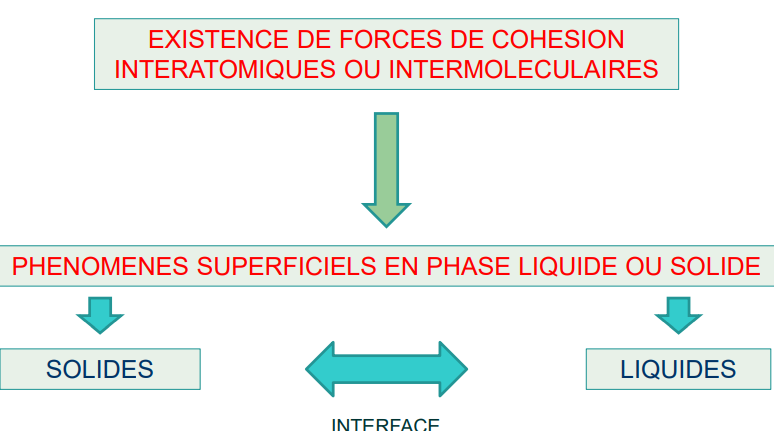 EXISTENCE DE FORCES DE COHESION
INTERATOMIQUES OU INTERMOLECULAIRES
PHENOMENES SUPERFICIELS EN PHASE LIQUIDE OU SOLIDE
SOLIDES
LIQUIDES
INTERFACE